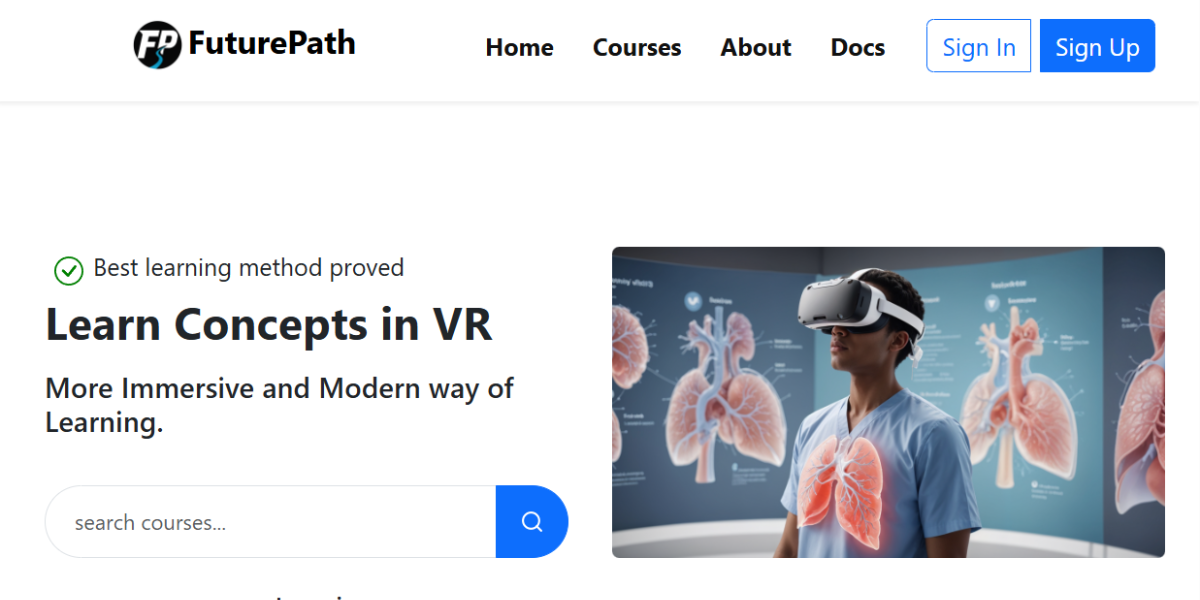 FP FuturePath
Home Courses About Docs Sign In Sign Up
Best learning method proved
Learn Concepts in VR
More Immersive and Modern way of
Learning.
search courses...